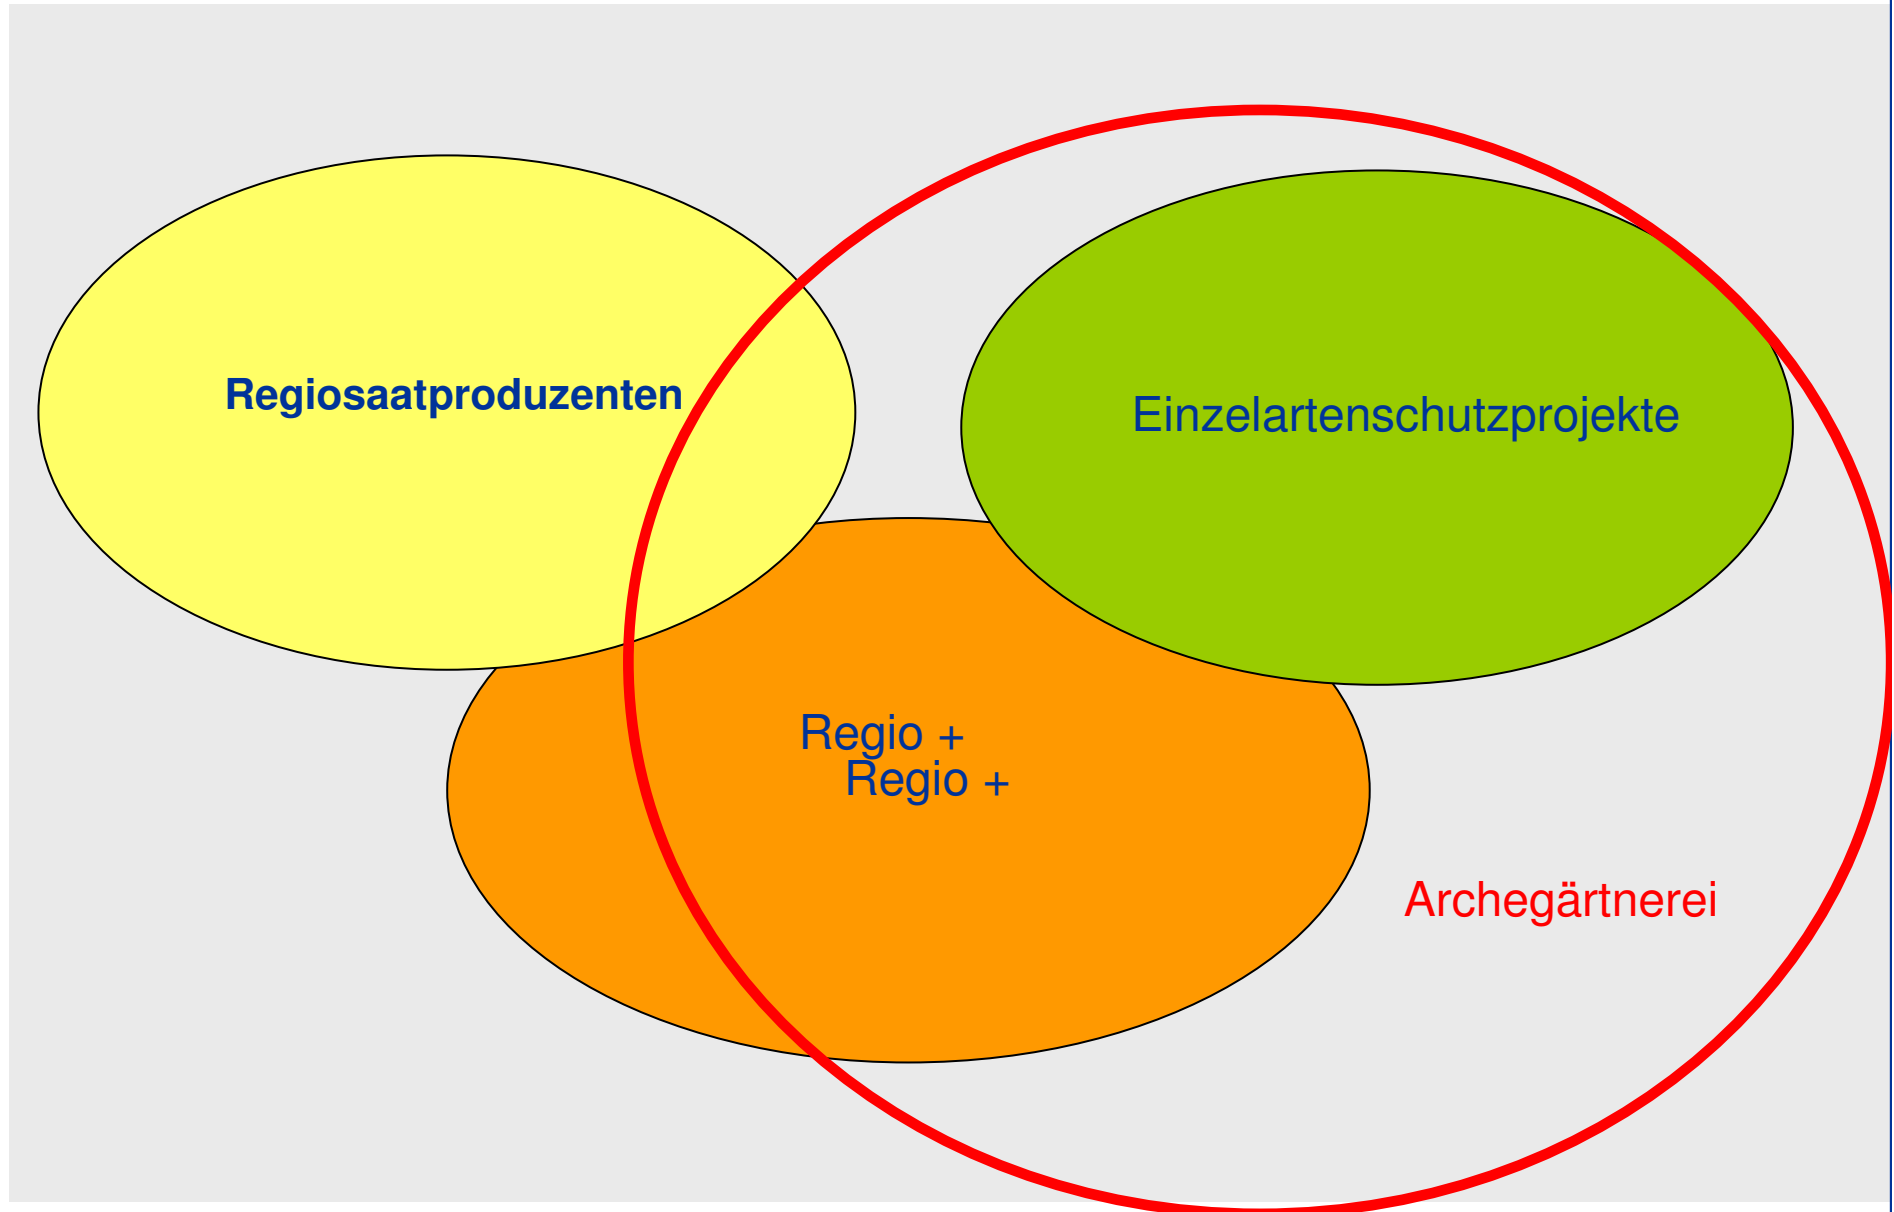 Regiosaatproduzenten
Einzelartenschutzprojekte
Regio +
Regio +
Archegärtnerei